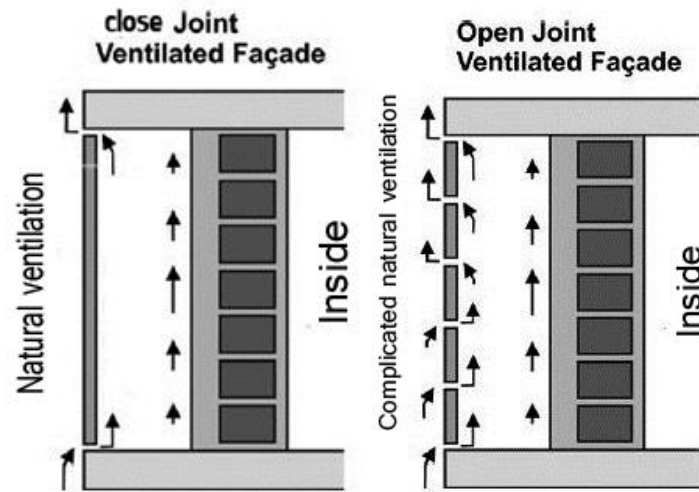 close Joint
Ventilated Façade
Natural ventilation
Inside
Open Joint
Ventilated Façade
Complicated natural ventilation
Inside